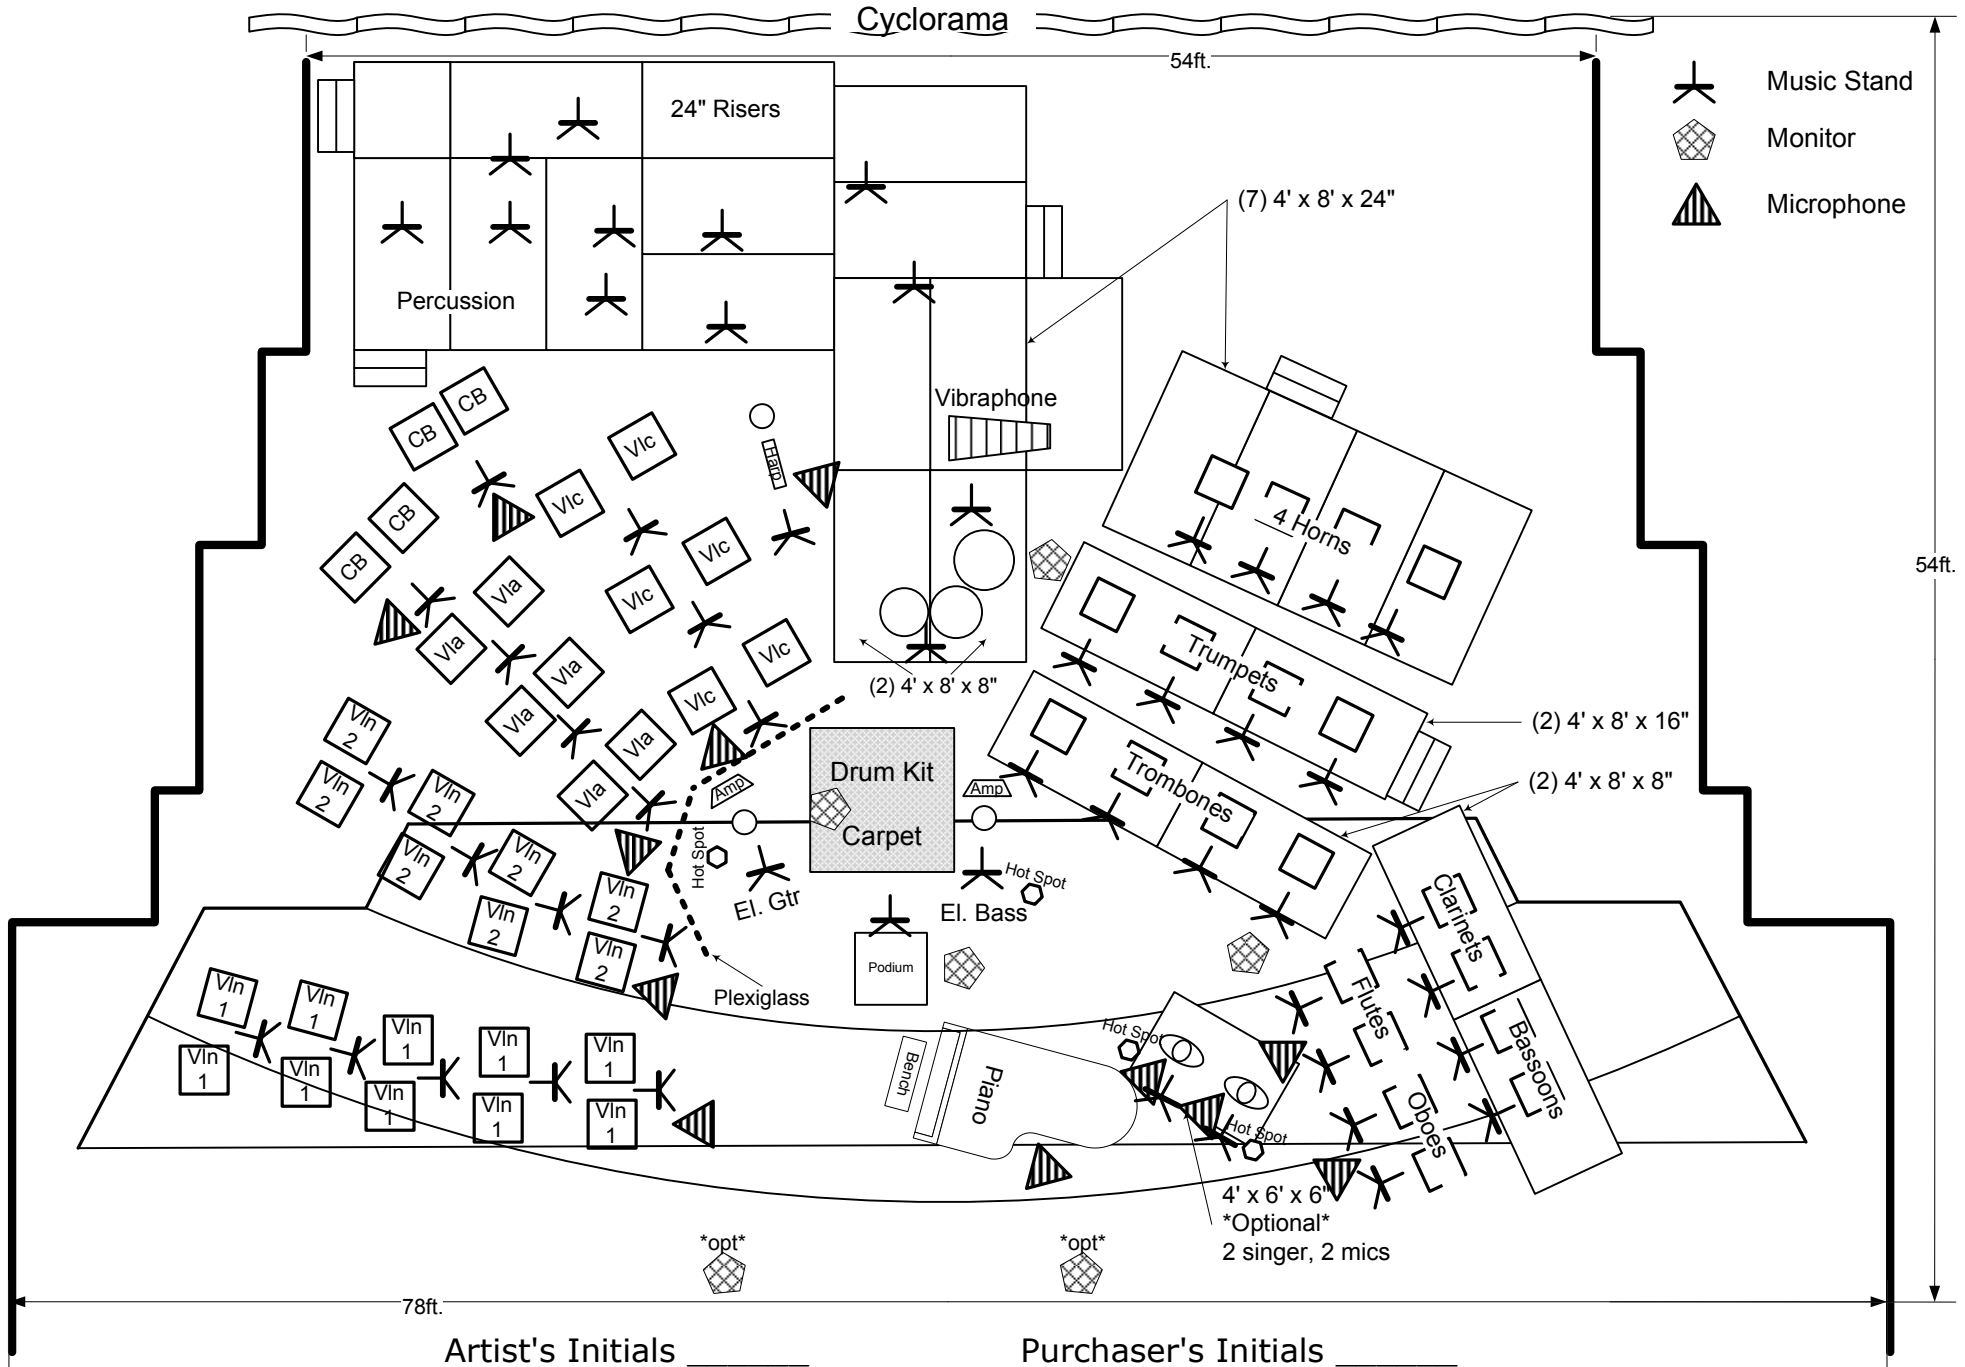 Cyclorama
54ft.
Music Stand
24" Risers
Monitor
(7) 4' x 8' x 24"
Microphone
Percussion
Vibraphone
CB
CB
Vlc
Harp
Vlc
CB
4 Horns
CB
Vlc
54ft.
Vla
Vlc
Vla
Vla
Vlc
Trumpets
(2) 4' x 8' x 8"
Vlc
Vla
(2) 4' x 8' x 16"
Vln
2
Vla
Drum Kit
Carpet
Trombones
(2) 4' x 8' x 8"
Vln
2
Vla
Amp
Amp
Vln
2
Vln
2
Vln
2
Hot Spot
Hot Spot
Vln
2
El. Gtr
El. Bass
Clarinets
Vln
2
Vln
2
Podium
Plexiglass
Flutes
Vln
1
Vln
1
Vln
1
Vln
1
Vln
1
Hot Spot
Bassoons
Vln
1
Vln
1
Vln
1
Vln
1
Vln
1
Bench
Piano
Oboes
Hot Spot
4' x 6' x 6"
*Optional*
2 singer, 2 mics
*opt*
*opt*
78ft.
Artist's Initials _______
Purchaser's Initials _______